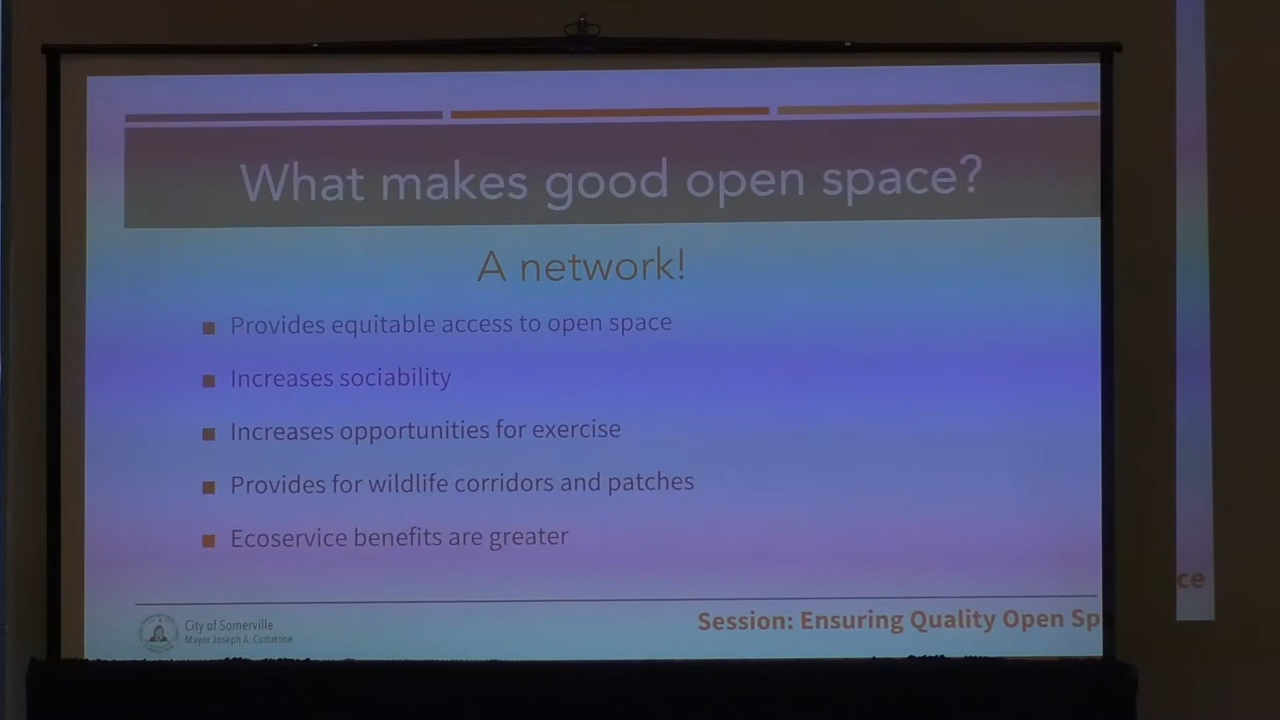 What makes good open space?
A network!
Provides equitable access to open space
Increases sociability
Increases opportunities for exercise
Provides for wildlife corridors and patches
Ecoservice benefits are greater
City of Somerville
Mayor Joseph A. Curtatone
Session: Ensuring Quality Open Sp
ce